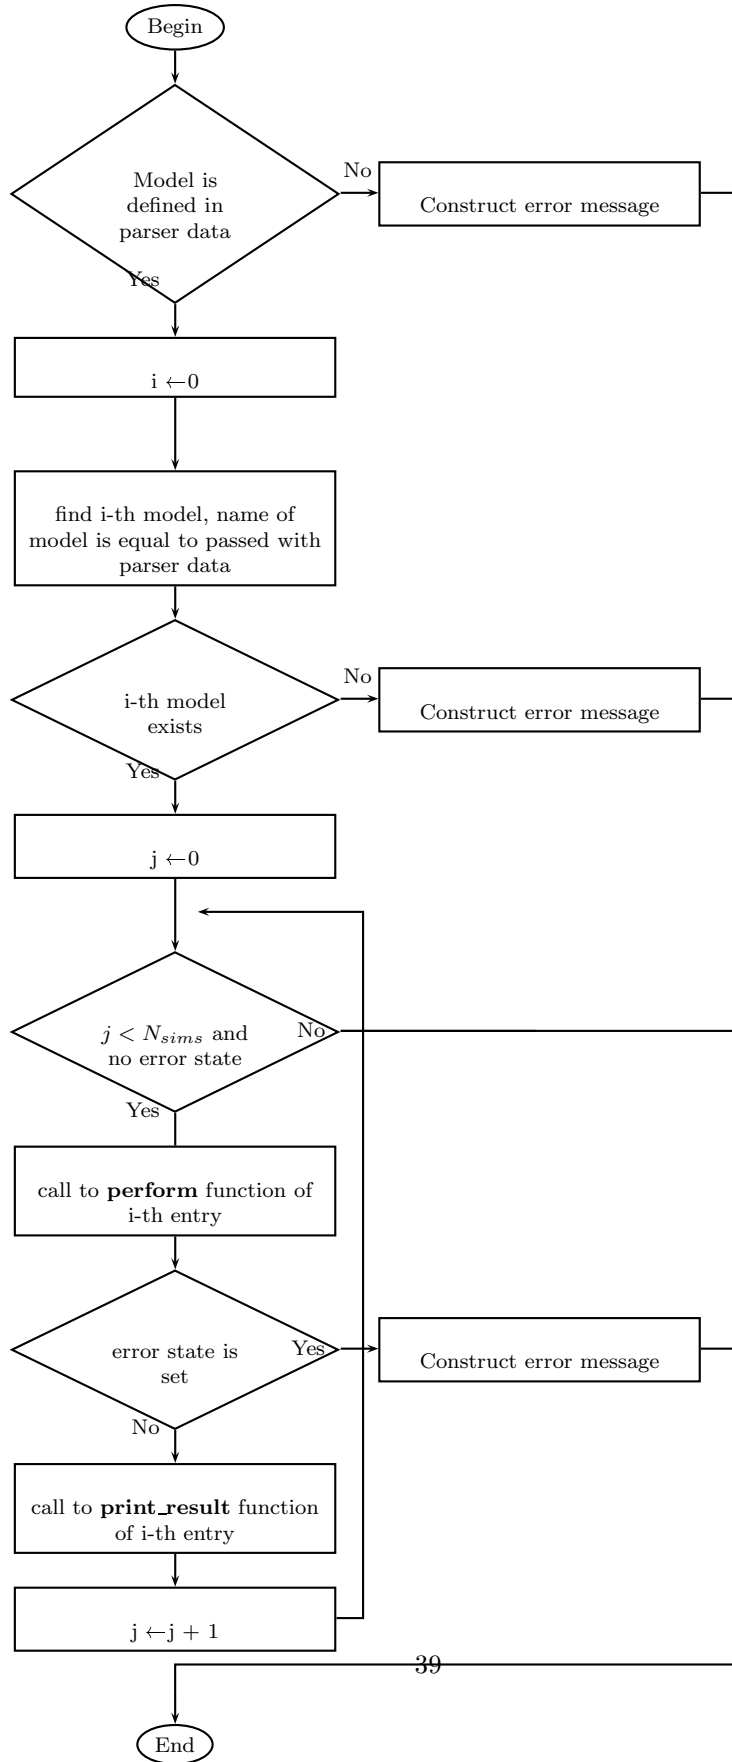 Begin
Model is
defined in
parser data
No
Construct error message
Yes
i ←0
find i-th model, name of
model is equal to passed with
parser data
i-th model
exists
No
Construct error message
Yes
j ←0
j < N_sims and
no error state
No
Yes
call to perform function of
i-th entry
error state is
set
Yes
Construct error message
No
call to print_result function
of i-th entry
j ←j + 1
39
End